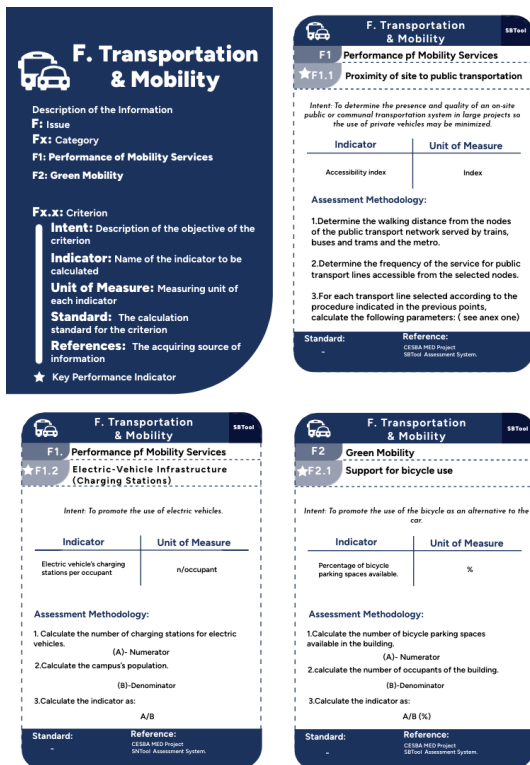 F. Transportation
& Mobility
Description of the Information
F: Issue
Fx: Category
F1: Performance of Mobility Services
F2: Green Mobility
Fx.x: Criterion
Intent: Description of the objective of the
criterion
Indicator: Name of the indicator to be
calculated
Unit of Measure: Measuring unit of
each indicator
Standard: The calculation
standard for the criterion
References: The acquiring source of
information
Key Performance Indicator
F. Transportation
& Mobility
SBTool
F1 Performance pf Mobility Services
F1.1 Proximity of site to public transportation
Intent: To determine the presence and quality of an on-site
public or communal transportation system in large projects so
the use of private vehicles may be minimized.
Indicator Unit of Measure
Accessibility index Index
Assessment Methodology:
1.Determine the walking distance from the nodes
of the public transport network served by trains,
buses and trams and the metro.
2.Determine the frequency of the service for public
transport lines accessible from the selected nodes.
3.For each transport line selected according to the
procedure indicated in the previous points,
calculate the following parameters: ( see anex one)
Standard: Reference:
- CESBA MED Project
SBTool Assessment System.
F. Transportation
& Mobility
SBTool
F1. Performance pf Mobility Services
F1.2 Electric-Vehicle Infrastructure
(Charging Stations)
Intent: To promote the use of electric vehicles.
Indicator Unit of Measure
Electric vehicle's charging
stations per occupant
n/occupant
Assessment Methodology:
1. Calculate the number of charging stations for electric
vehicles.
(A)- Numerator
2.Calculate the campus's population.
(B)-Denominator
3.Calculate the indicator as:
A/B
Standard: Reference:
- CESBA MED Project
SNTool Assessment System.
F. Transportation
& Mobility
SBTool
F2 Green Mobility
F2.1 Support for bicycle use
Intent: To promote the use of the bicycle as an alternative to the
car.
Indicator Unit of Measure
Percentage of bicycle
parking spaces available.
%
Assessment Methodology:
1.Calculate the number of bicycle parking spaces
available in the building.
(A)- Numerator
2.calculate the number of occupants of the building.
(B)-Denominator
3.Calculate the indicator as:
A/B (%)
Standard: Reference:
- CESBA MED Project
SBTool Assessment System.